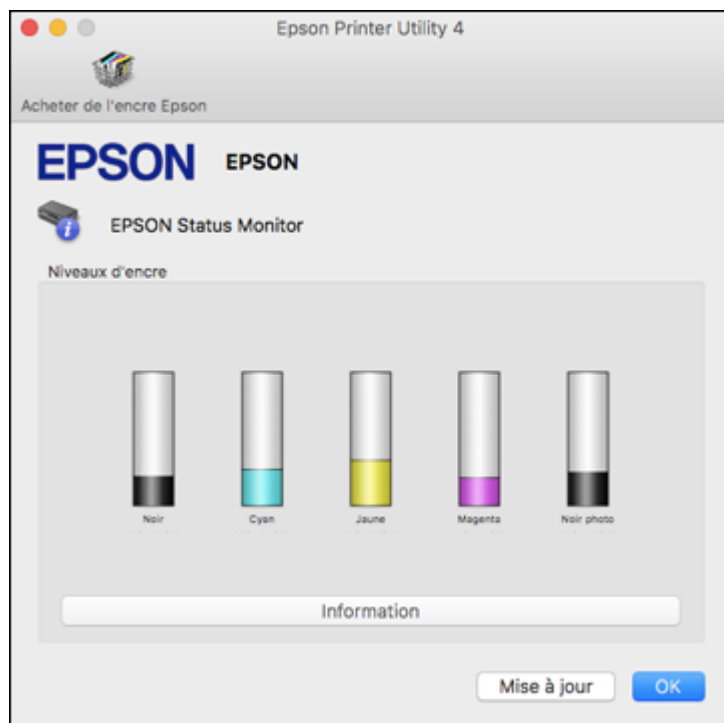 Epson Printer Utility 4
Acheter de l'encre Epson
EPSON EPSON
EPSON Status Monitor
Niveaux d'encre
Noir Cyan Jaune Magenta Noir photo
Information
Mise à jour OK